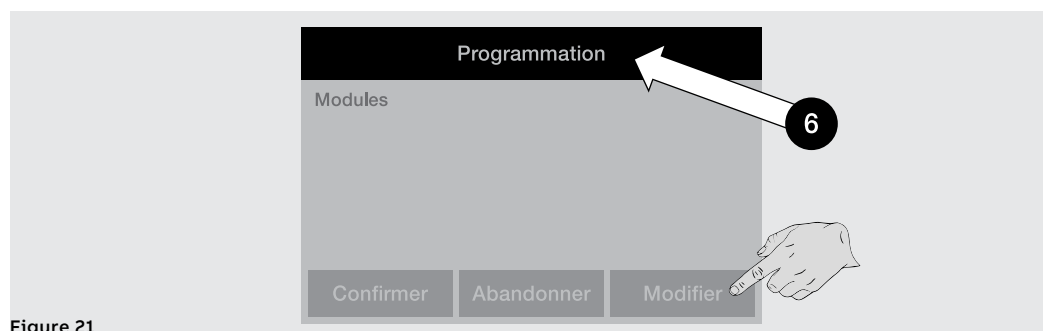 Programmation
Modules
6
Confirmer Abandonner Modifier
Figure 21